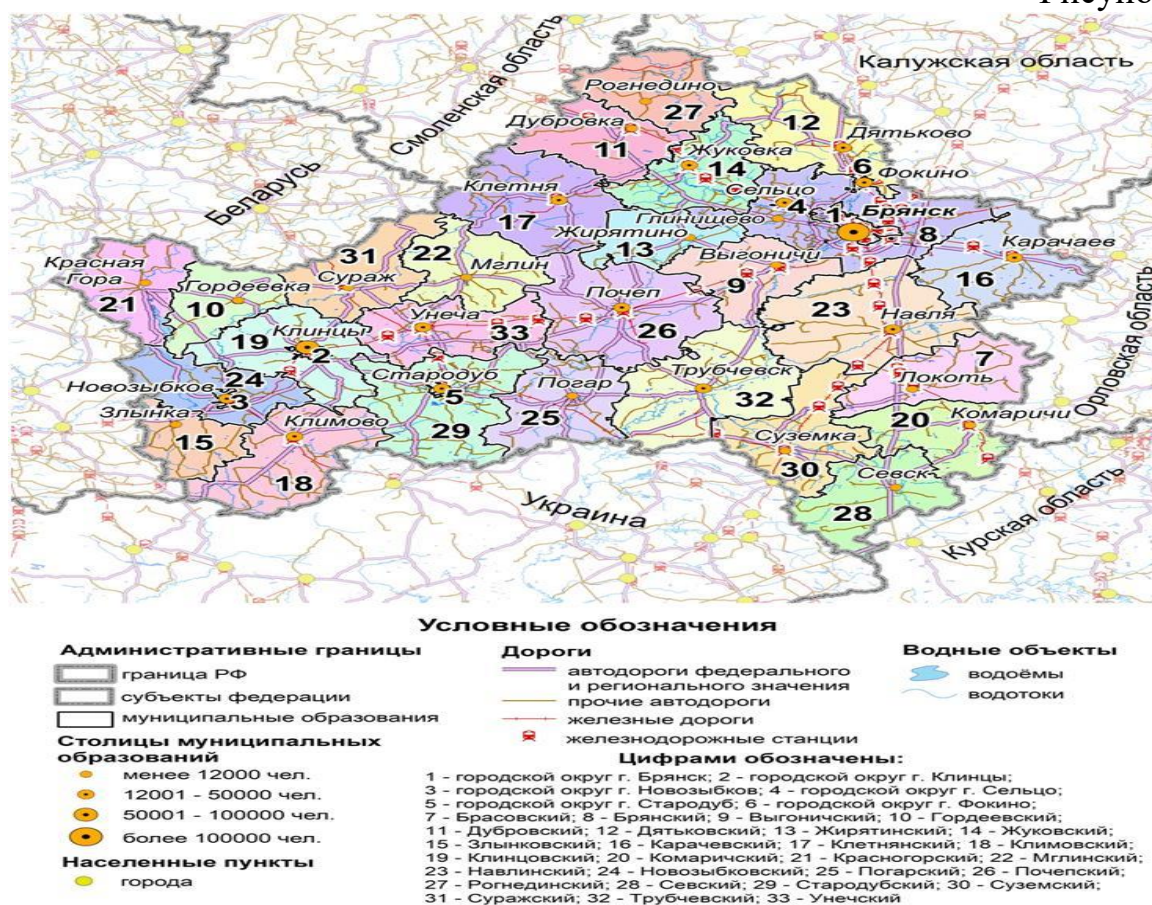 Рисуно
Калужская область
Смоленская область
Беларусь
Рогнедино
27
12
Дубровка
11
Дятьково
Жуковка
14
6
Фокино
Клетня
17
Сельцо
4
1
Брянск
Глинищево
8
Жирятино
13
Карачаев
16
31
22
Выгоничи
9
Красная
Гора
21
Сураж
Мглин
Гордеевка
10
Почеп
26
23
Навля
Орловская область
Унеча
33
Клинцы
19
2
7
Новозыбков
24
3
Стародуб
5
Погар
25
Трубчевск
32
Локоть
Злынка
15
Климово
18
29
20
Комаричи
Суземка
30
Севск
28
Украина
Курская область
Условные обозначения
Административные границы
граница РФ
субъекты федерации
муниципальные образования
Столицы муниципальных
образований
менее 12000 чел.
12001 - 50000 чел.
50001 - 100000 чел.
более 100000 чел.
Населенные пункты
города
Дороги
автодороги федерального
и регионального значения
прочие автодороги
железные дороги
железнодорожные станции
Водные объекты
водоёмы
водотоки
Цифрами обозначены:
1 - городской округ г. Брянск; 2 - городской округ г. Клинцы;
3 - городской округ г. Новозыбков; 4 - городской округ г. Сельцо;
5 - городской округ г. Стародуб; 6 - городской округ г. Фокино;
7 - Брасовский; 8 - Брянский; 9 - Выгоничский; 10 - Гордеевский;
11 - Дубровский; 12 - Дятьковский; 13 - Жирятинский; 14 - Жуковский;
15 - Злынковский; 16 - Карачевский; 17 - Клетнянский; 18 - Климовский;
19 - Клинцовский; 20 - Комаричский; 21 - Красногорский; 22 - Мглинский;
23 - Навлинский; 24 - Новозыбковский; 25 - Погарский; 26 - Почепский;
27 - Рогнединский; 28 - Севский; 29 - Стародубский; 30 - Суземский;
31 - Суражский; 32 - Трубчевский; 33 - Унечский